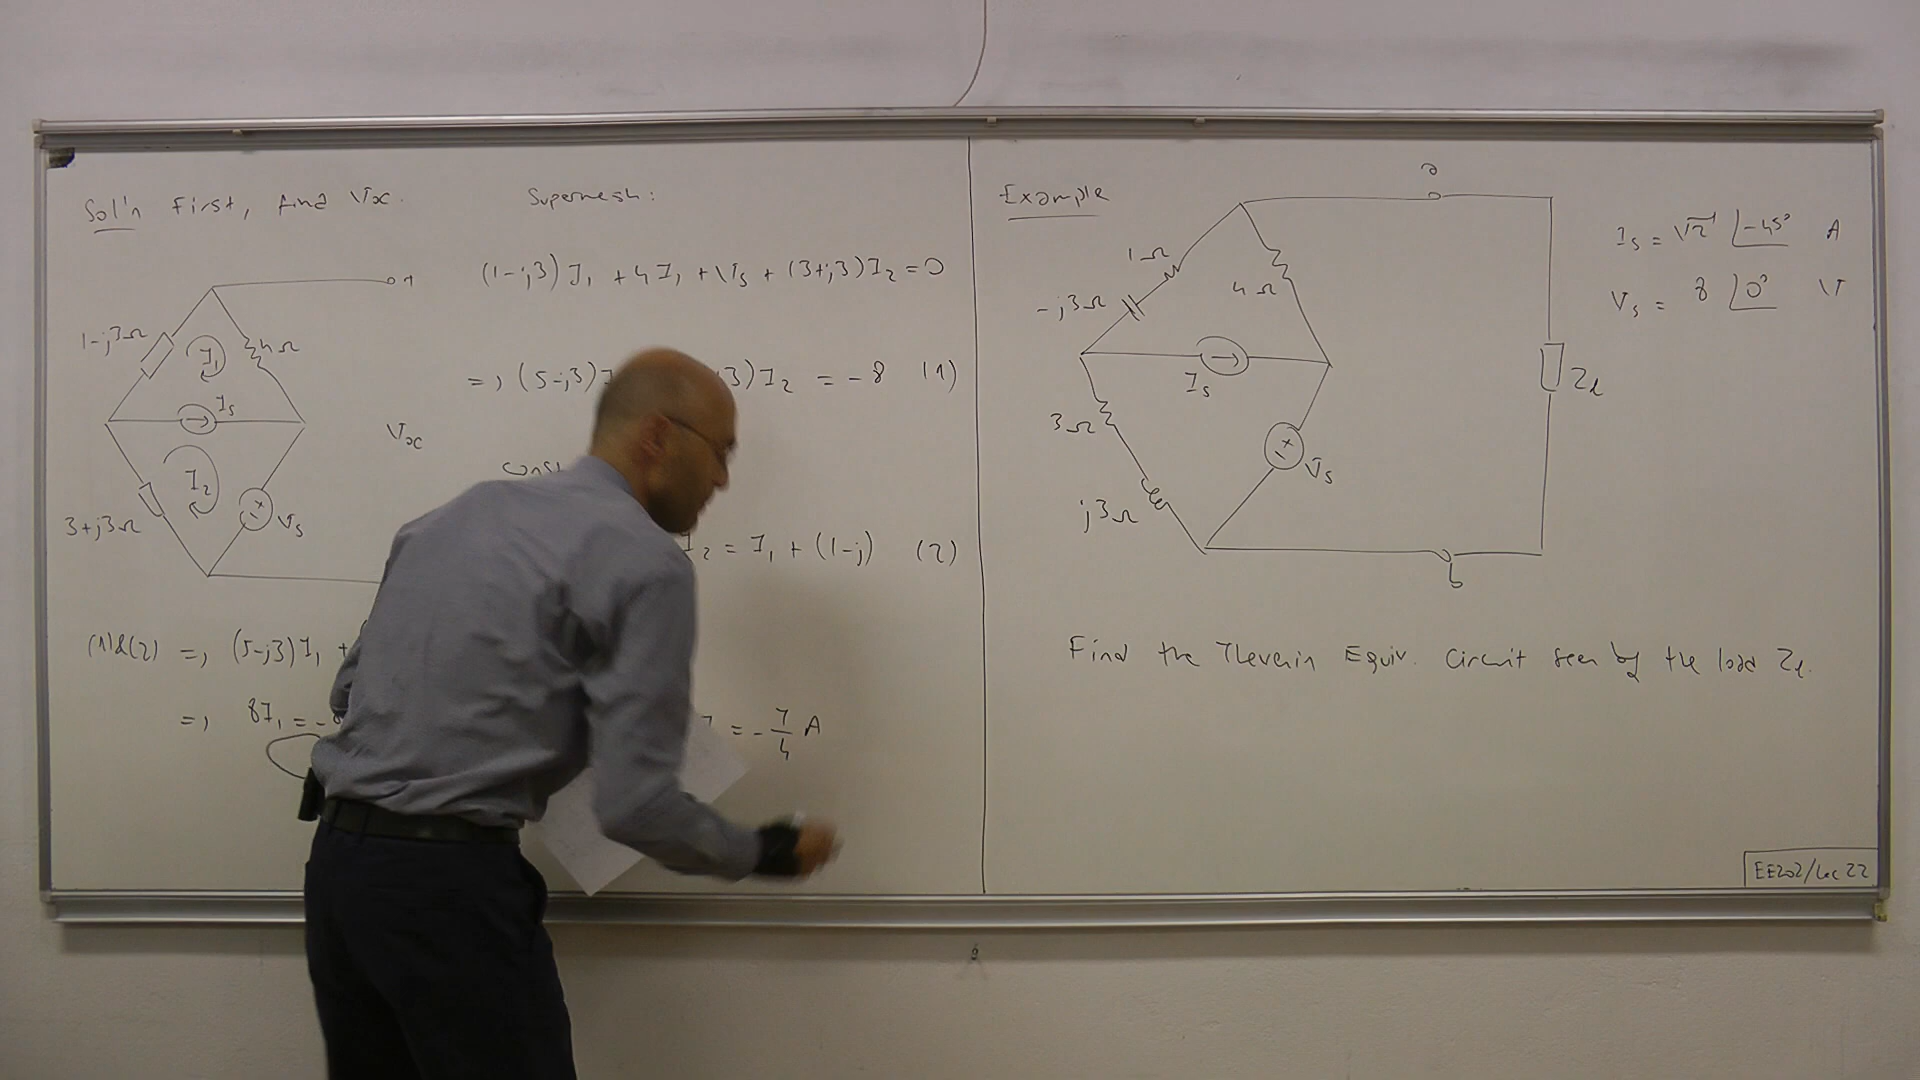 Sol'n First, find Voc.
Supermesh:
(1-j3)I₁ + 4I₁ + Vs + (3+j3)I₂ = 0
=> (5-j3) 3)I₂ = -8 (1)
₂ = I₁ + (1-j) (2)
1-j3Ω
I₁
4Ω
Is
Voc
I₂
3+j3Ω
+
-
Vs
(1)&(2) => (5-j3)I₁ +
=> 8I₁ = -8
= -7/4 A
Example
a
1Ω
-j3Ω
4Ω
Is
3Ω
j3Ω
+
-
Vs
ZL
b
Is = √2 ∠-45° A
Vs = 8 ∠0° V
Find the Thevenin Equiv. Circuit seen by the load ZL.
EE202/Lec 22